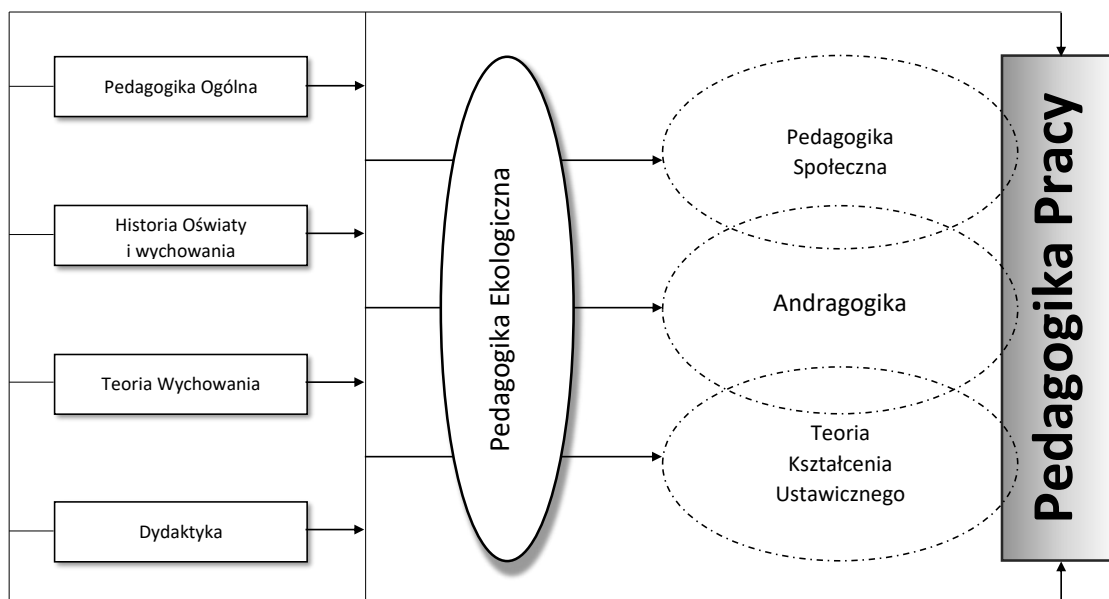 Pedagogika Ogólna
Historia Oświaty
i wychowania
Teoria Wychowania
Dydaktyka
Pedagogika Ekologiczna
Pedagogika
Społeczna
Andragogika
Teoria
Kształcenia
Ustawicznego
Pedagogika Pracy